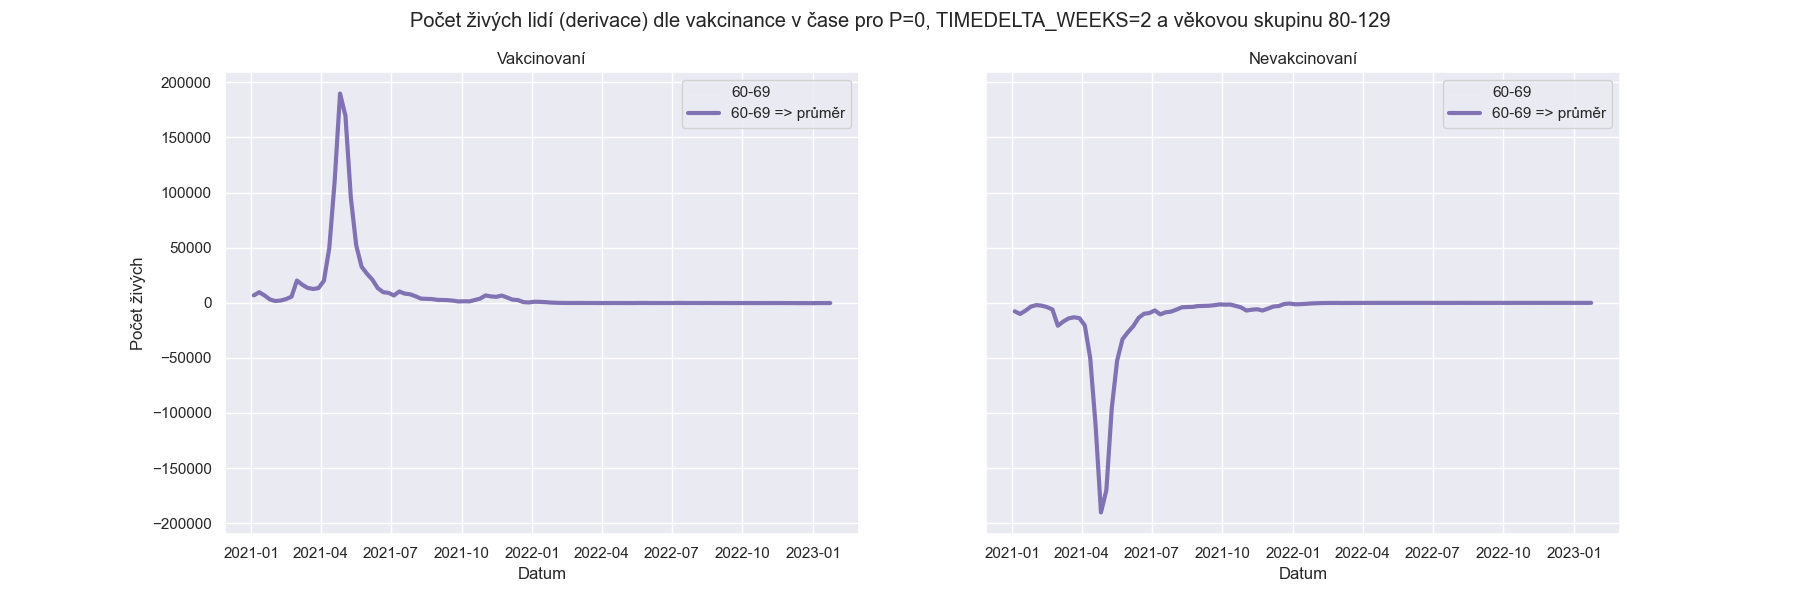 Počet živých lidí (derivace) dle vakcinance v čase pro P=0, TIMEDELTA_WEEKS=2 a věkovou skupinu 80-129
Vakcinovaní
60-69
60-69 => průměr
200000
150000
100000
50000
0
−50000
−100000
−150000
−200000
Počet živých
2021-01 2021-04 2021-07 2021-10 2022-01 2022-04 2022-07 2022-10 2023-01
Datum
Nevakcinovaní
60-69
60-69 => průměr
2021-01 2021-04 2021-07 2021-10 2022-01 2022-04 2022-07 2022-10 2023-01
Datum